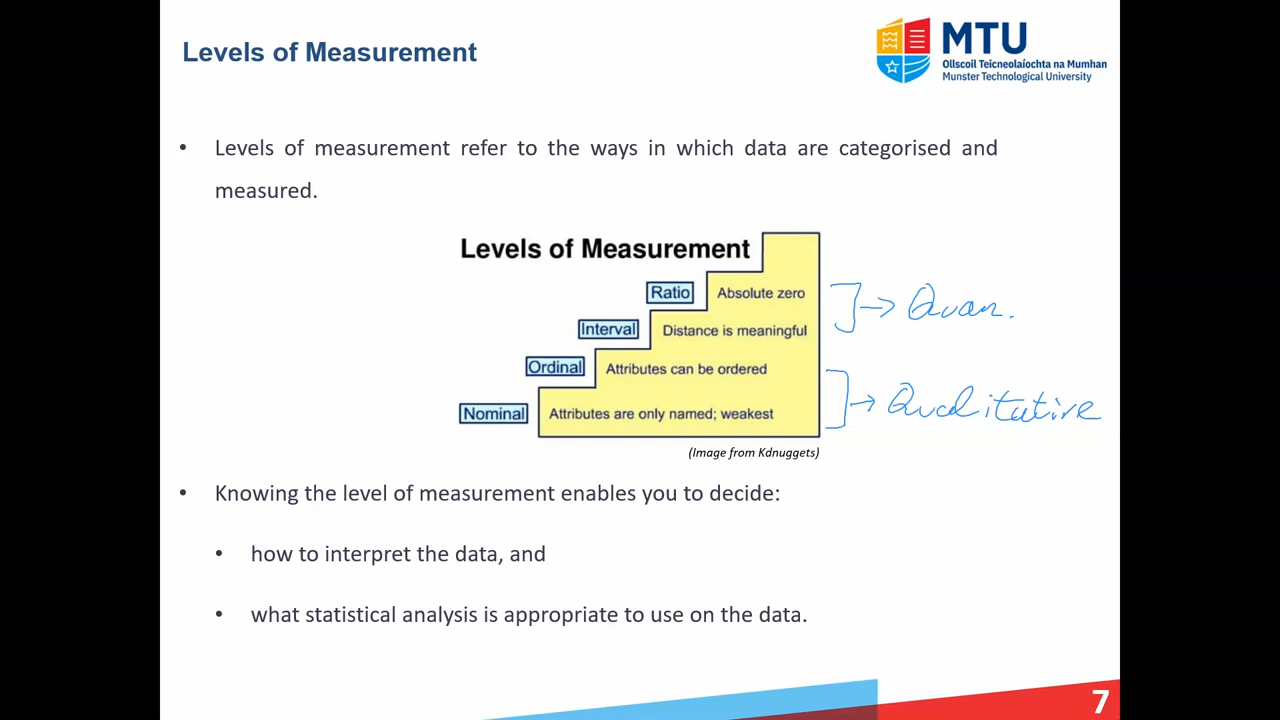 Levels of Measurement
MTU
Ollscoil Teicneolaíochta na Mumhan
Munster Technological University
• Levels of measurement refer to the ways in which data are categorised and
measured.
Levels of Measurement
Ratio Absolute zero
Interval Distance is meaningful
Ordinal Attributes can be ordered
Nominal Attributes are only named; weakest
→ Quan.
→ Qualitative
(Image from Kdnuggets)
• Knowing the level of measurement enables you to decide:
• how to interpret the data, and
• what statistical analysis is appropriate to use on the data.
7